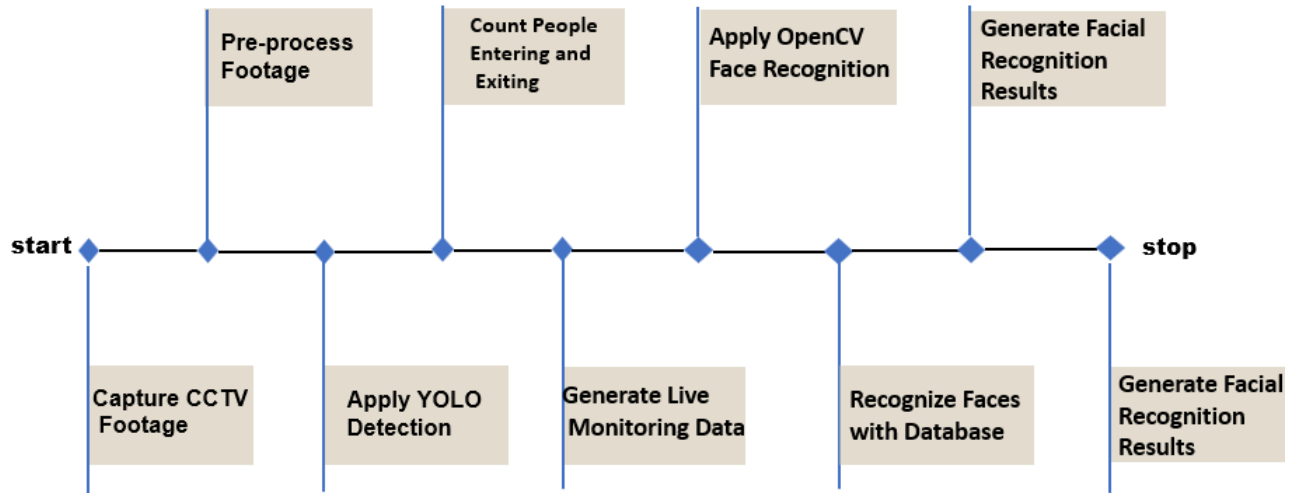 Pre-process
Footage
Count People
Entering and
Exiting
Apply OpenCV
Face Recognition
Generate Facial
Recognition
Results
start
stop
Capture CCTV
Footage
Apply YOLO
Detection
Generate Live
Monitoring Data
Recognize Faces
with Database
Generate Facial
Recognition
Results